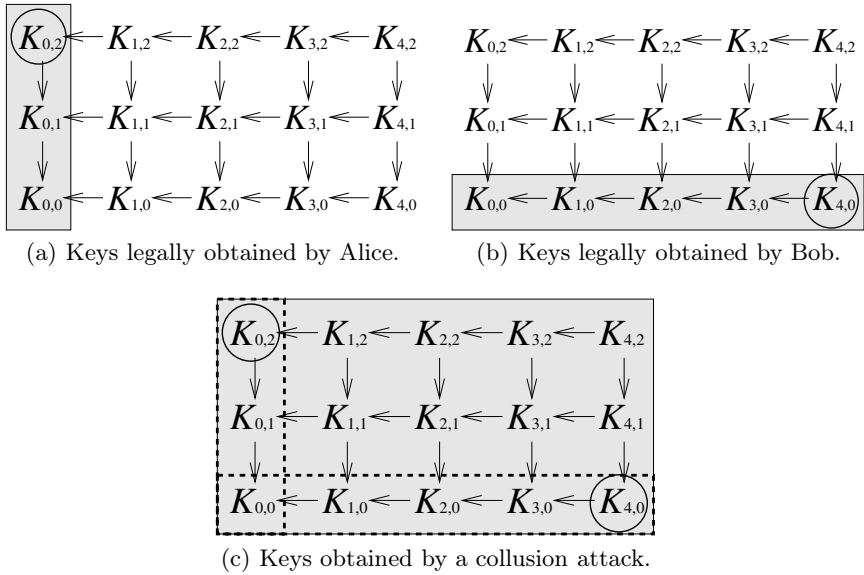 K0,2 K1,2 K2,2 K3,2 K4,2
K0,1 K1,1 K2,1 K3,1 K4,1
K0,0 K1,0 K2,0 K3,0 K4,0
(a) Keys legally obtained by Alice.
K0,2 K1,2 K2,2 K3,2 K4,2
K0,1 K1,1 K2,1 K3,1 K4,1
K0,0 K1,0 K2,0 K3,0 K4,0
(b) Keys legally obtained by Bob.
K0,2 K1,2 K2,2 K3,2 K4,2
K0,1 K1,1 K2,1 K3,1 K4,1
K0,0 K1,0 K2,0 K3,0 K4,0
(c) Keys obtained by a collusion attack.